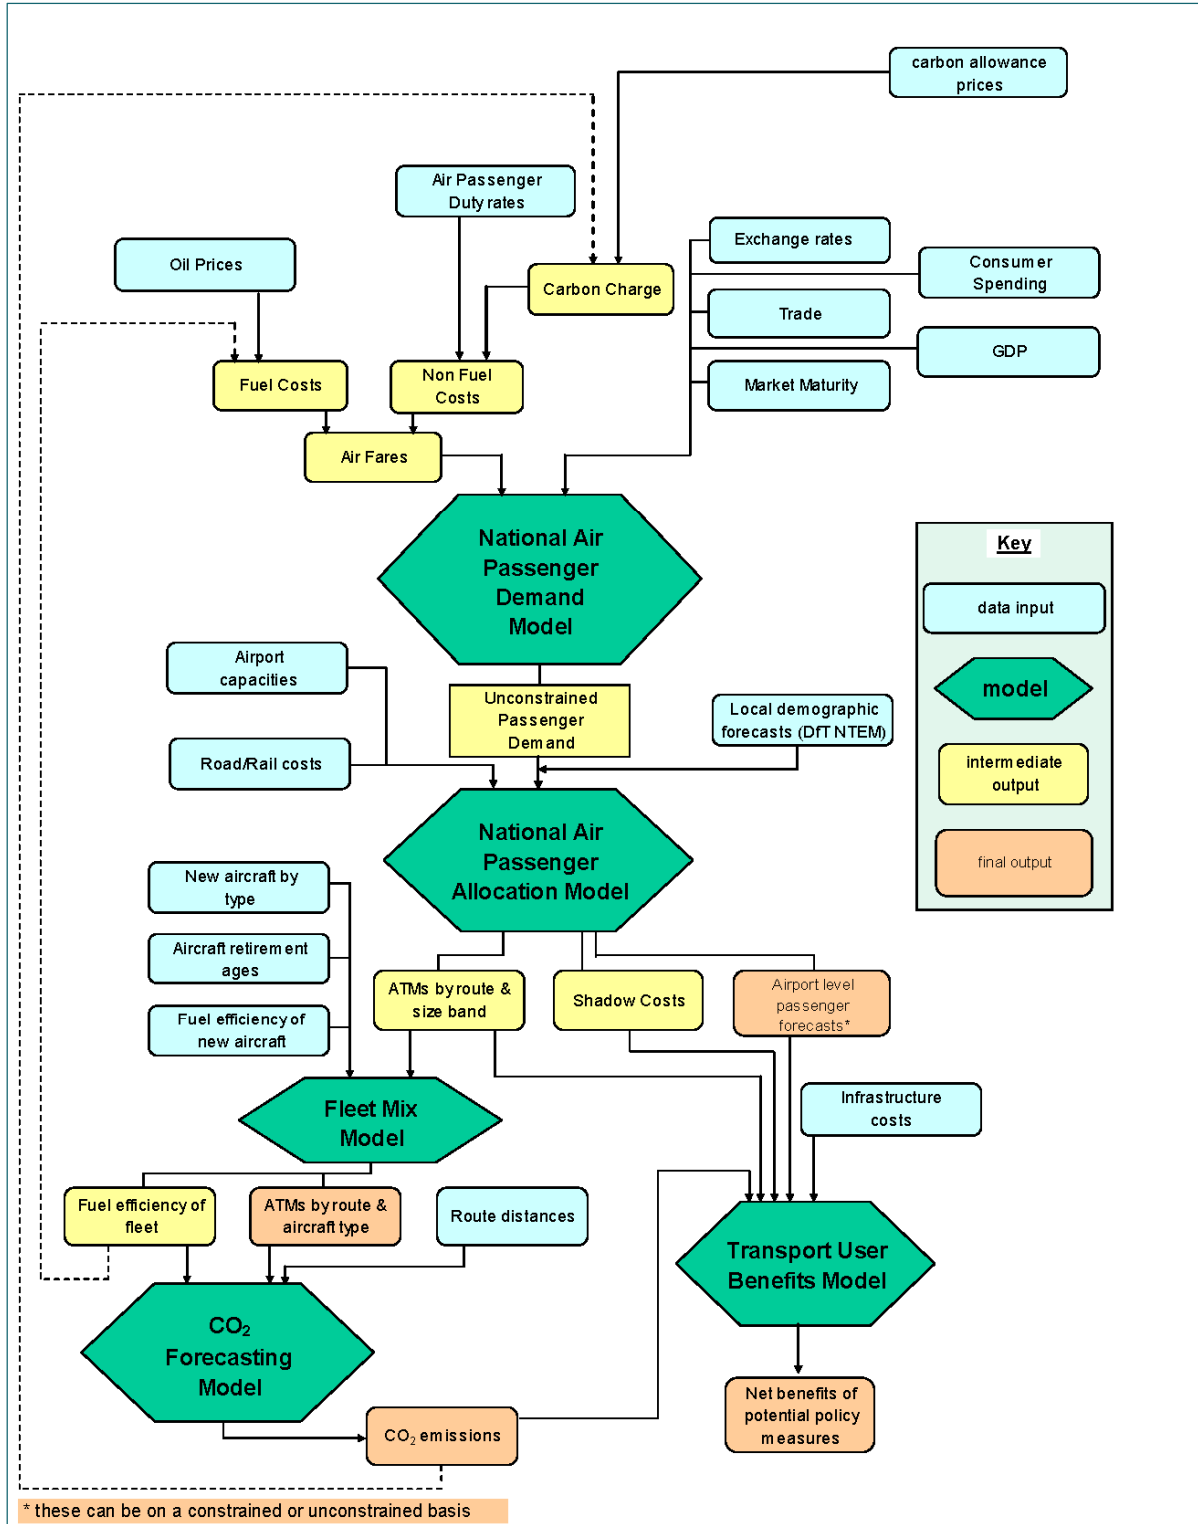 carbon allowance
prices
Air Passenger
Duty rates
Exchange rates
Oil Prices
Consumer
Spending
Carbon Charge
Trade
GDP
Fuel Costs
Non Fuel
Costs
Market Maturity
Air Fares
National Air
Passenger
Demand
Model
Key
data input
model
intermediate
output
final output
Airport
capacities
Unconstrained
Passenger
Demand
Local demographic
forecasts (DfT NTEM)
Road/Rail costs
National Air
Passenger
Allocation Model
New aircraft by
type
Aircraft retirement
ages
Fuel efficiency of
new aircraft
ATMs by route &
size band
Shadow Costs
Airport level
passenger
forecasts*
Fleet Mix
Model
Infrastructure
costs
Fuel efficiency of
fleet
ATMs by route &
aircraft type
Route distances
Transport User
Benefits Model
CO₂
Forecasting
Model
Net benefits of
potential policy
measures
CO₂ emissions
* these can be on a constrained or unconstrained basis